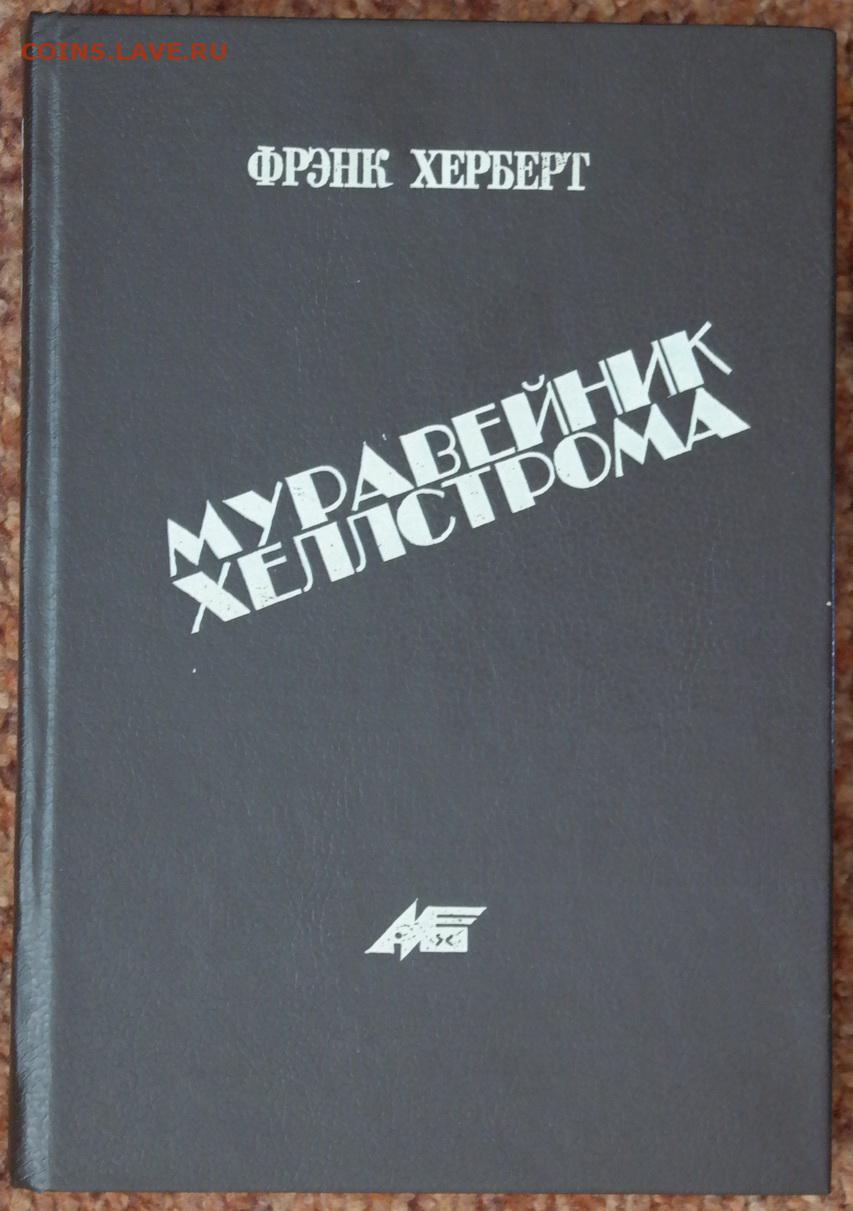 COINS.LAVE.RU
ФРЭНК ХЕРБЕРТ
МУРАВЕЙНИК
ХЕЛЛСТРОМА